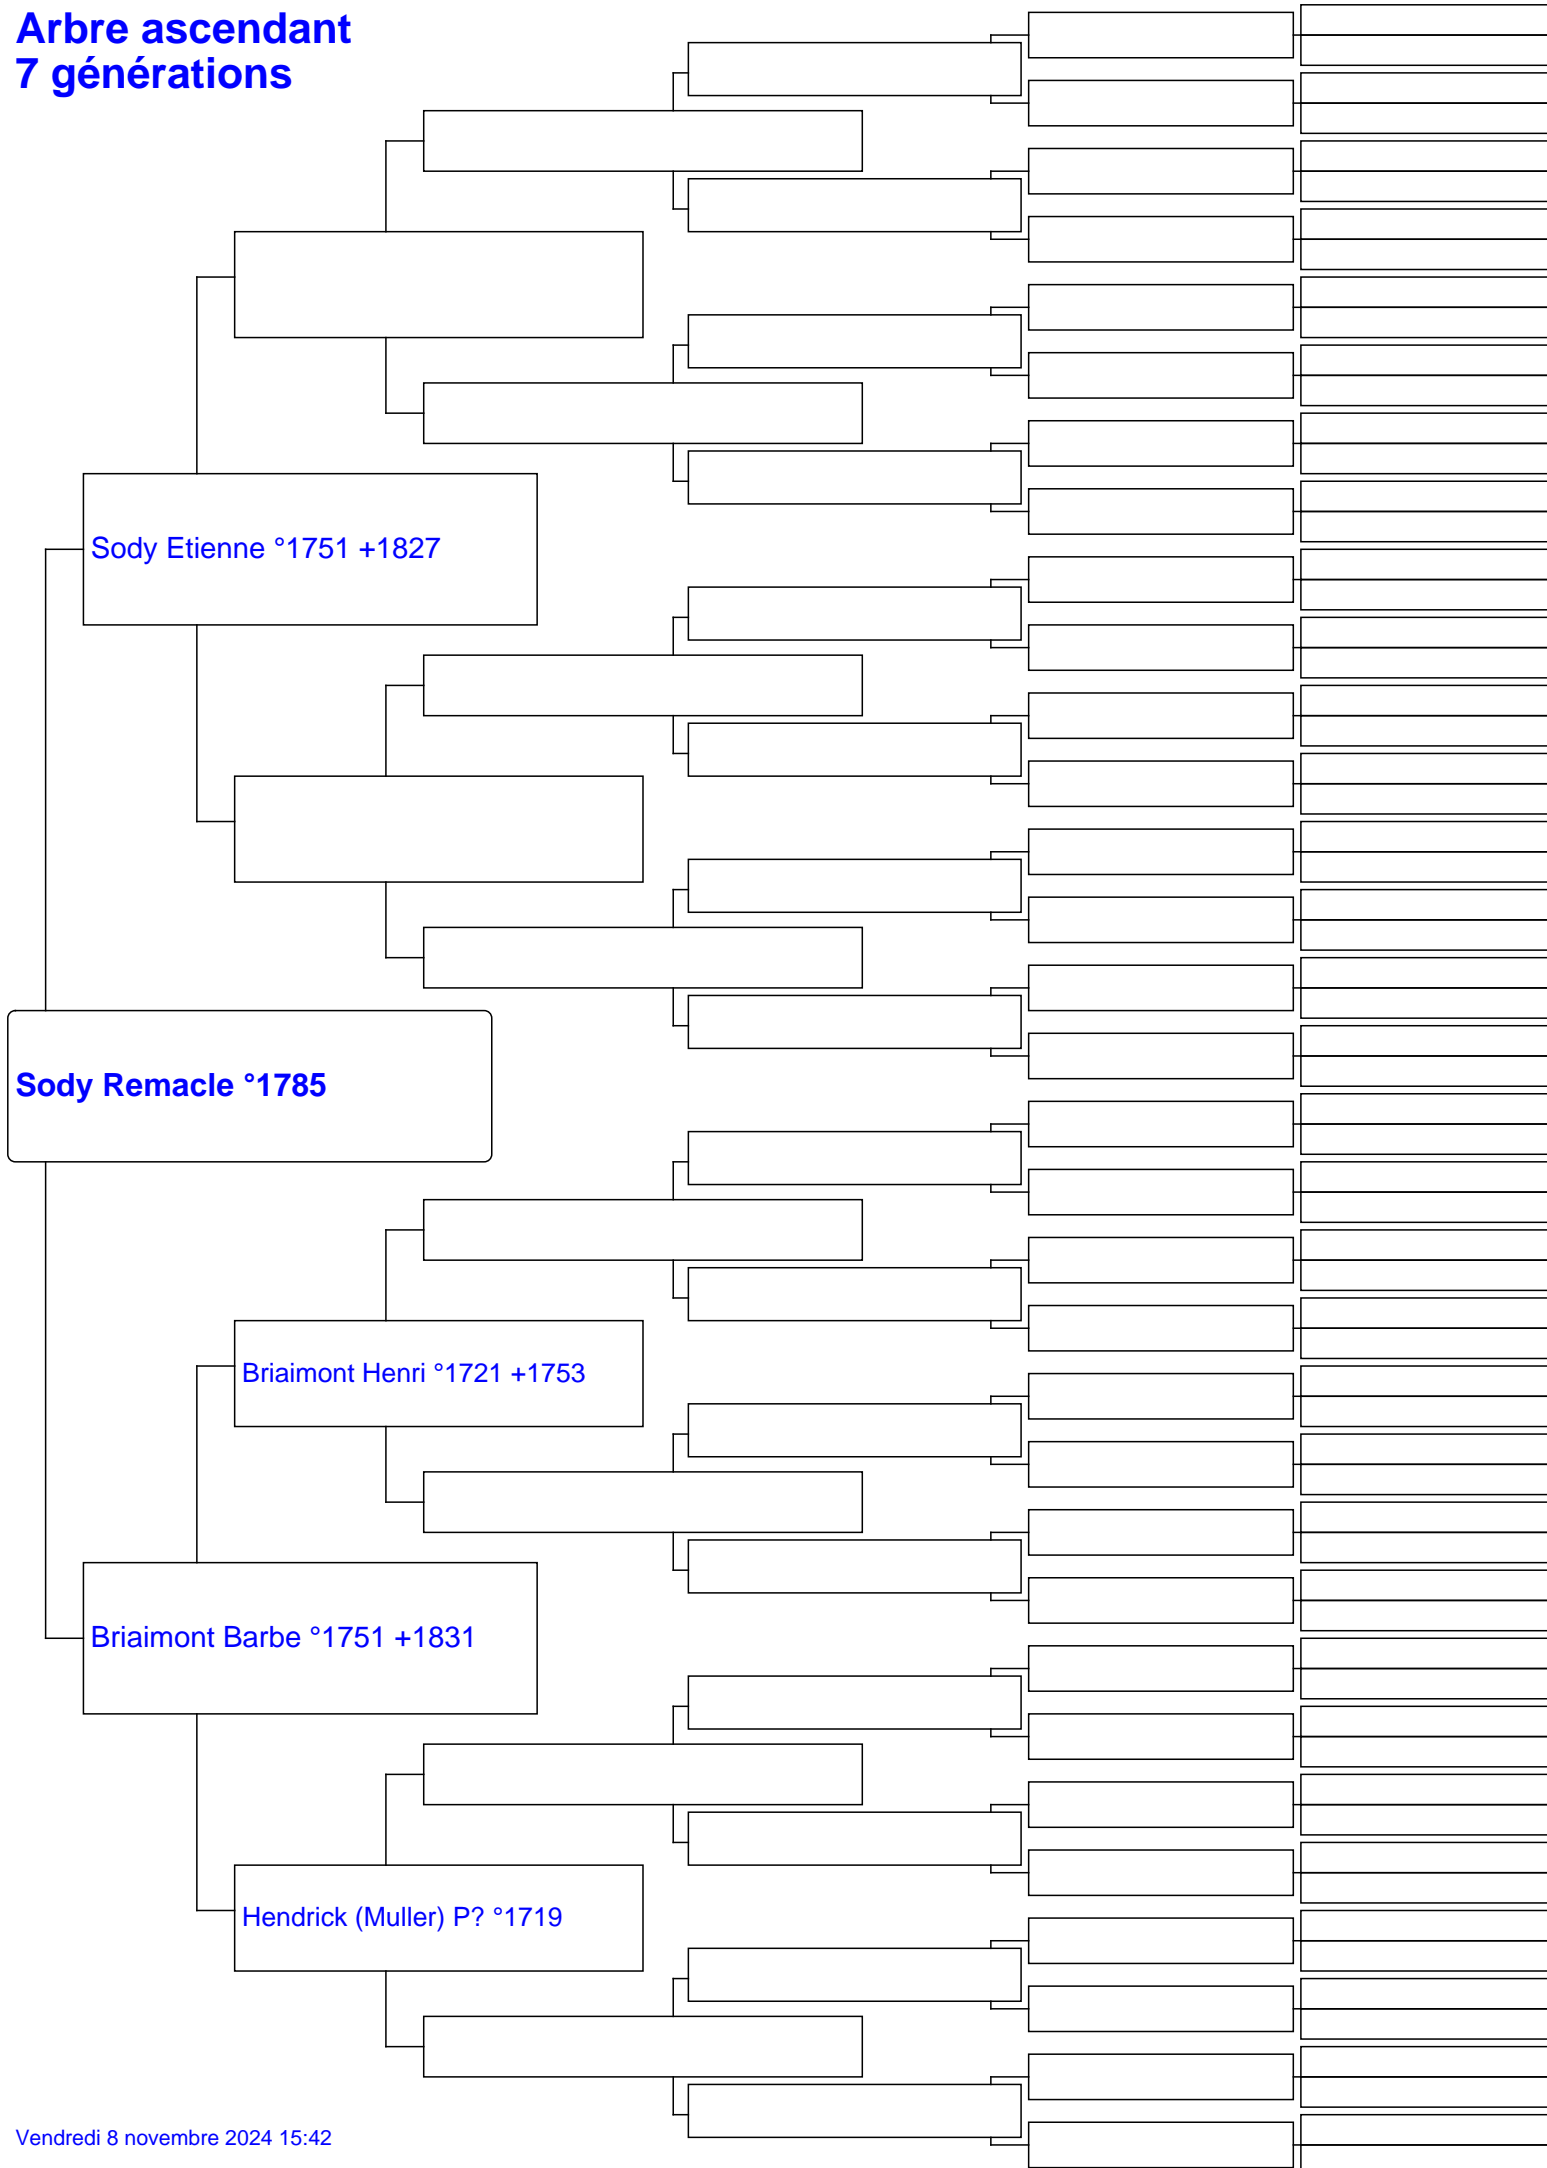 Arbre ascendant
7 générations
Sody Etienne °1751 +1827
Sody Remacle °1785
Briaimont Henri °1721 +1753
Briaimont Barbe °1751 +1831
Hendrick (Muller) P? °1719
Vendredi 8 novembre 2024 15:42